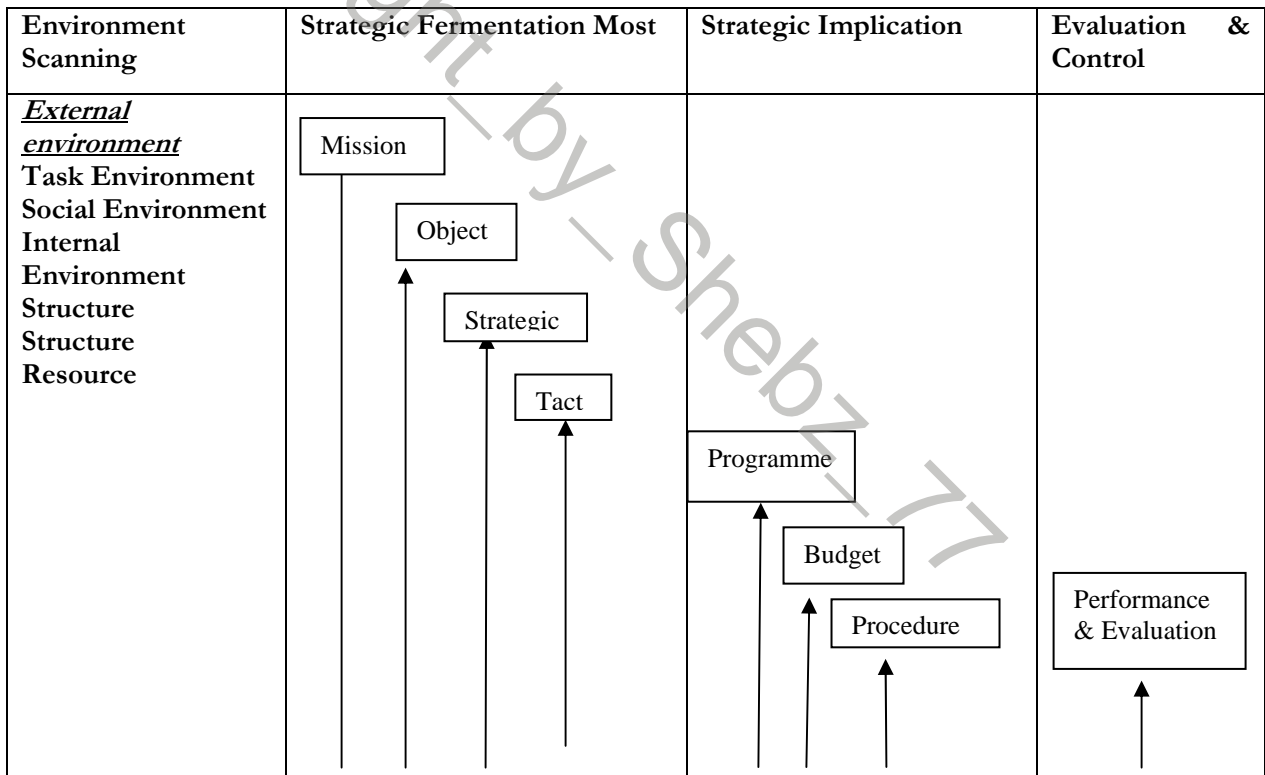 Environment
Scanning
Strategic Fermentation Most
Strategic Implication
Evaluation &
Control
External
environment
Task Environment
Social Environment
Internal
Environment
Structure
Structure
Resource
Mission
Object
Strategic
Tact
Programme
Budget
Procedure
Performance
& Evaluation
ght_by_Shebz_77